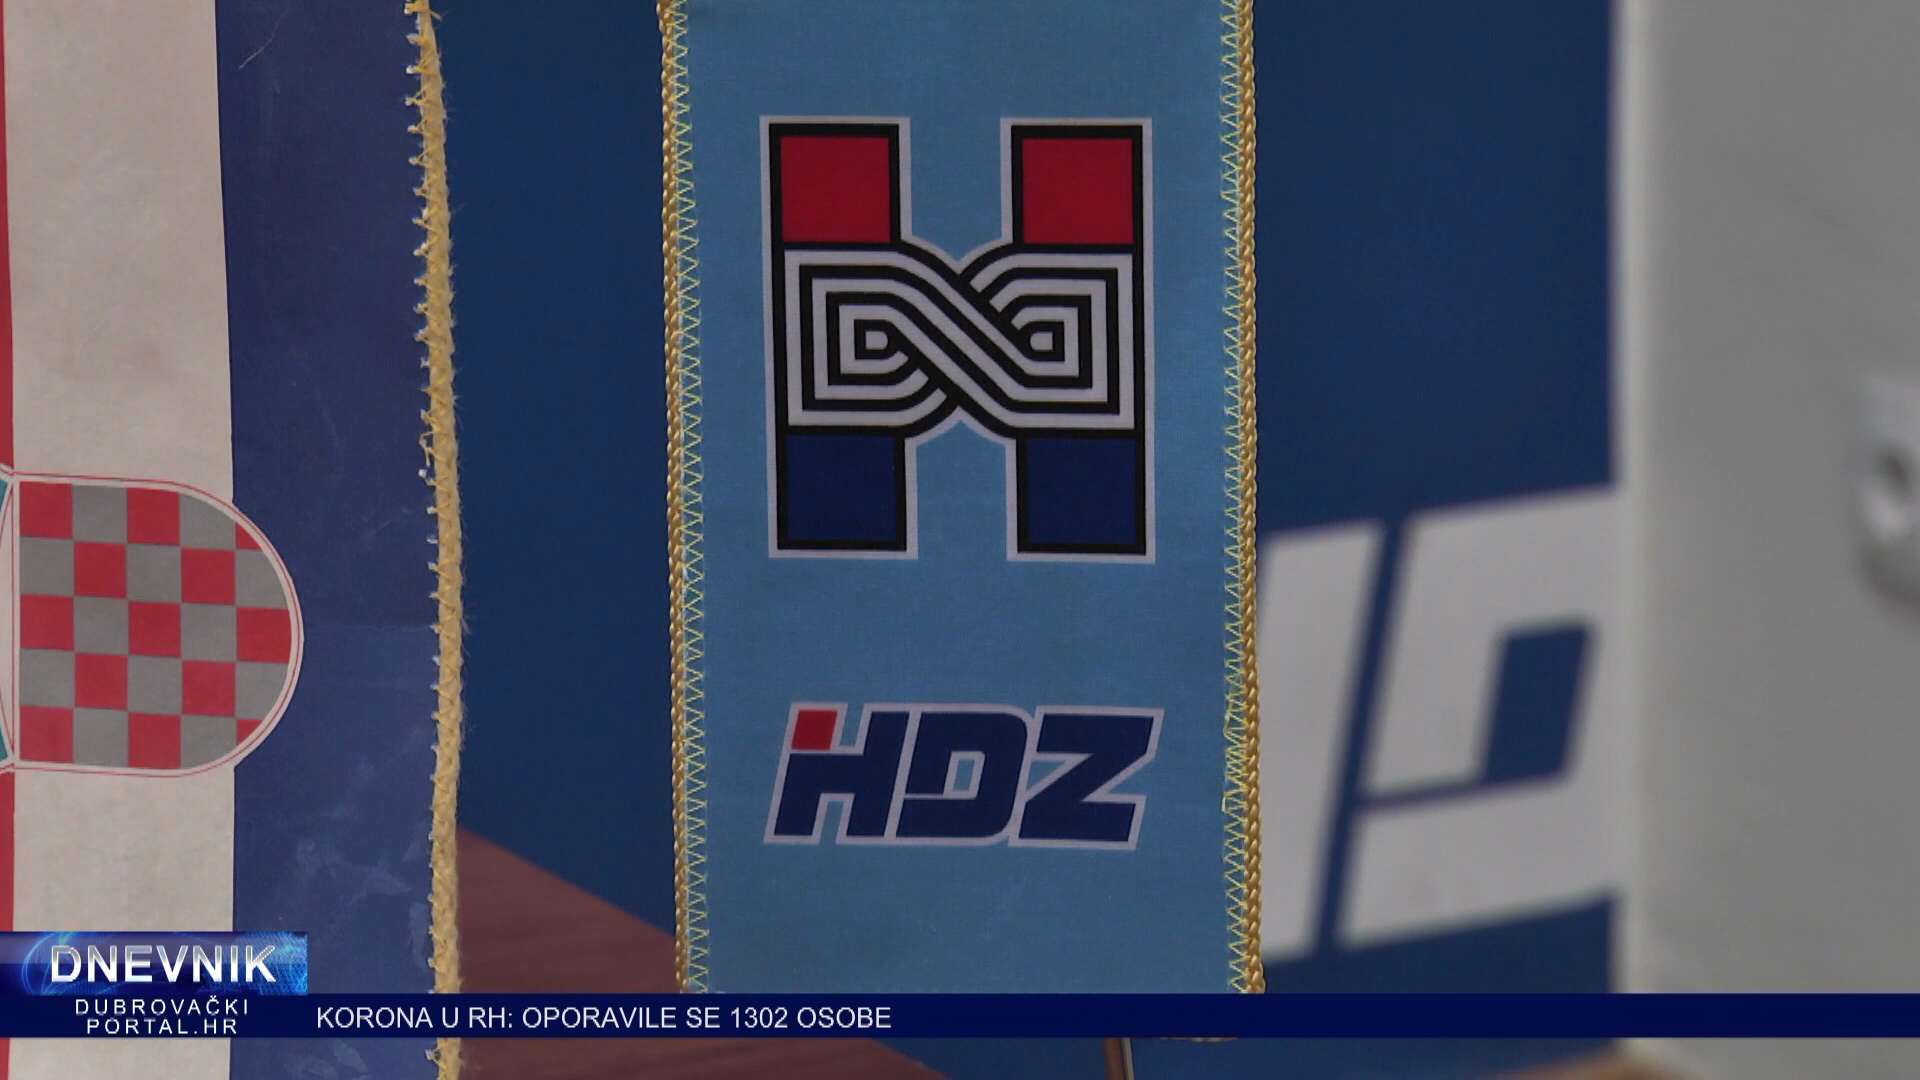 HDZ
DNEVNIK
DUBROVAČKI
PORTAL.HR
KORONA U RH: OPORAVILE SE 1302 OSOBE